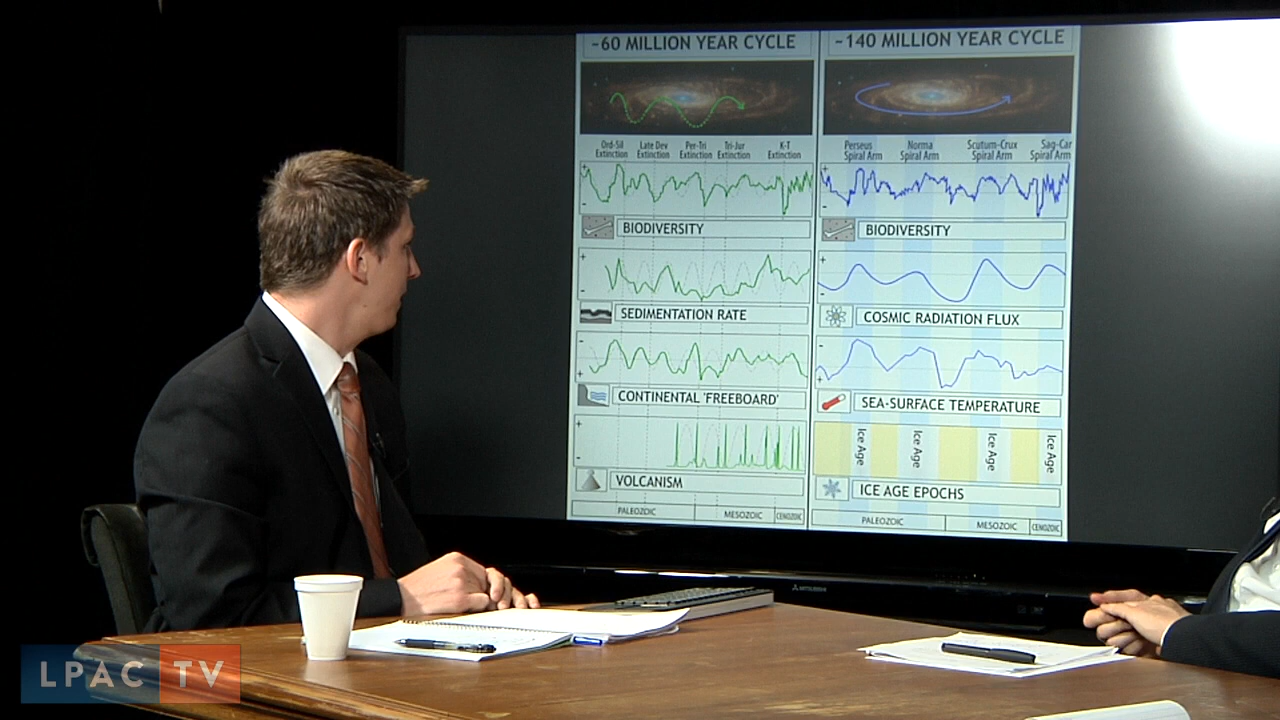 ~60 MILLION YEAR CYCLE
Ord-Sil Extinction
Late Dev Extinction
Per-Tri Extinction
Tri-Jur Extinction
K-T Extinction
+
-
BIODIVERSITY
+
-
SEDIMENTATION RATE
-
+
CONTINENTAL 'FREEBOARD'
+
-
VOLCANISM
PALEOZOIC
MESOZOIC
CENOZOIC
~140 MILLION YEAR CYCLE
Perseus Spiral Arm
Norma Spiral Arm
Scutum-Crux Spiral Arm
Sag-Car Spiral Arm
+
-
BIODIVERSITY
+
-
COSMIC RADIATION FLUX
-
+
SEA-SURFACE TEMPERATURE
Ice Age
Ice Age
Ice Age
Ice Age
ICE AGE EPOCHS
PALEOZOIC
MESOZOIC
CENOZOIC
MITSUBISHI
LPAC TV